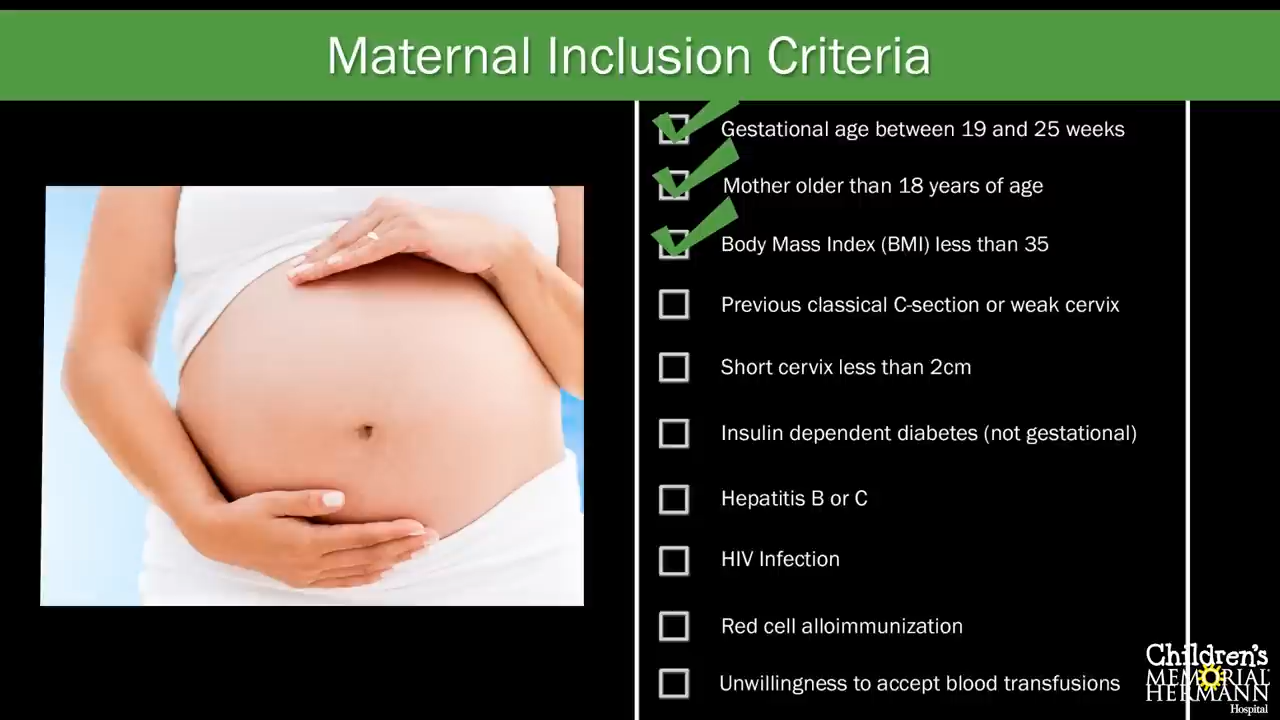 Maternal Inclusion Criteria
Gestational age between 19 and 25 weeks
Mother older than 18 years of age
Body Mass Index (BMI) less than 35
Previous classical C-section or weak cervix
Short cervix less than 2cm
Insulin dependent diabetes (not gestational)
Hepatitis B or C
HIV Infection
Red cell alloimmunization
Unwillingness to accept blood transfusions
Children's
MEMORIAL
HERMANN
Hospital